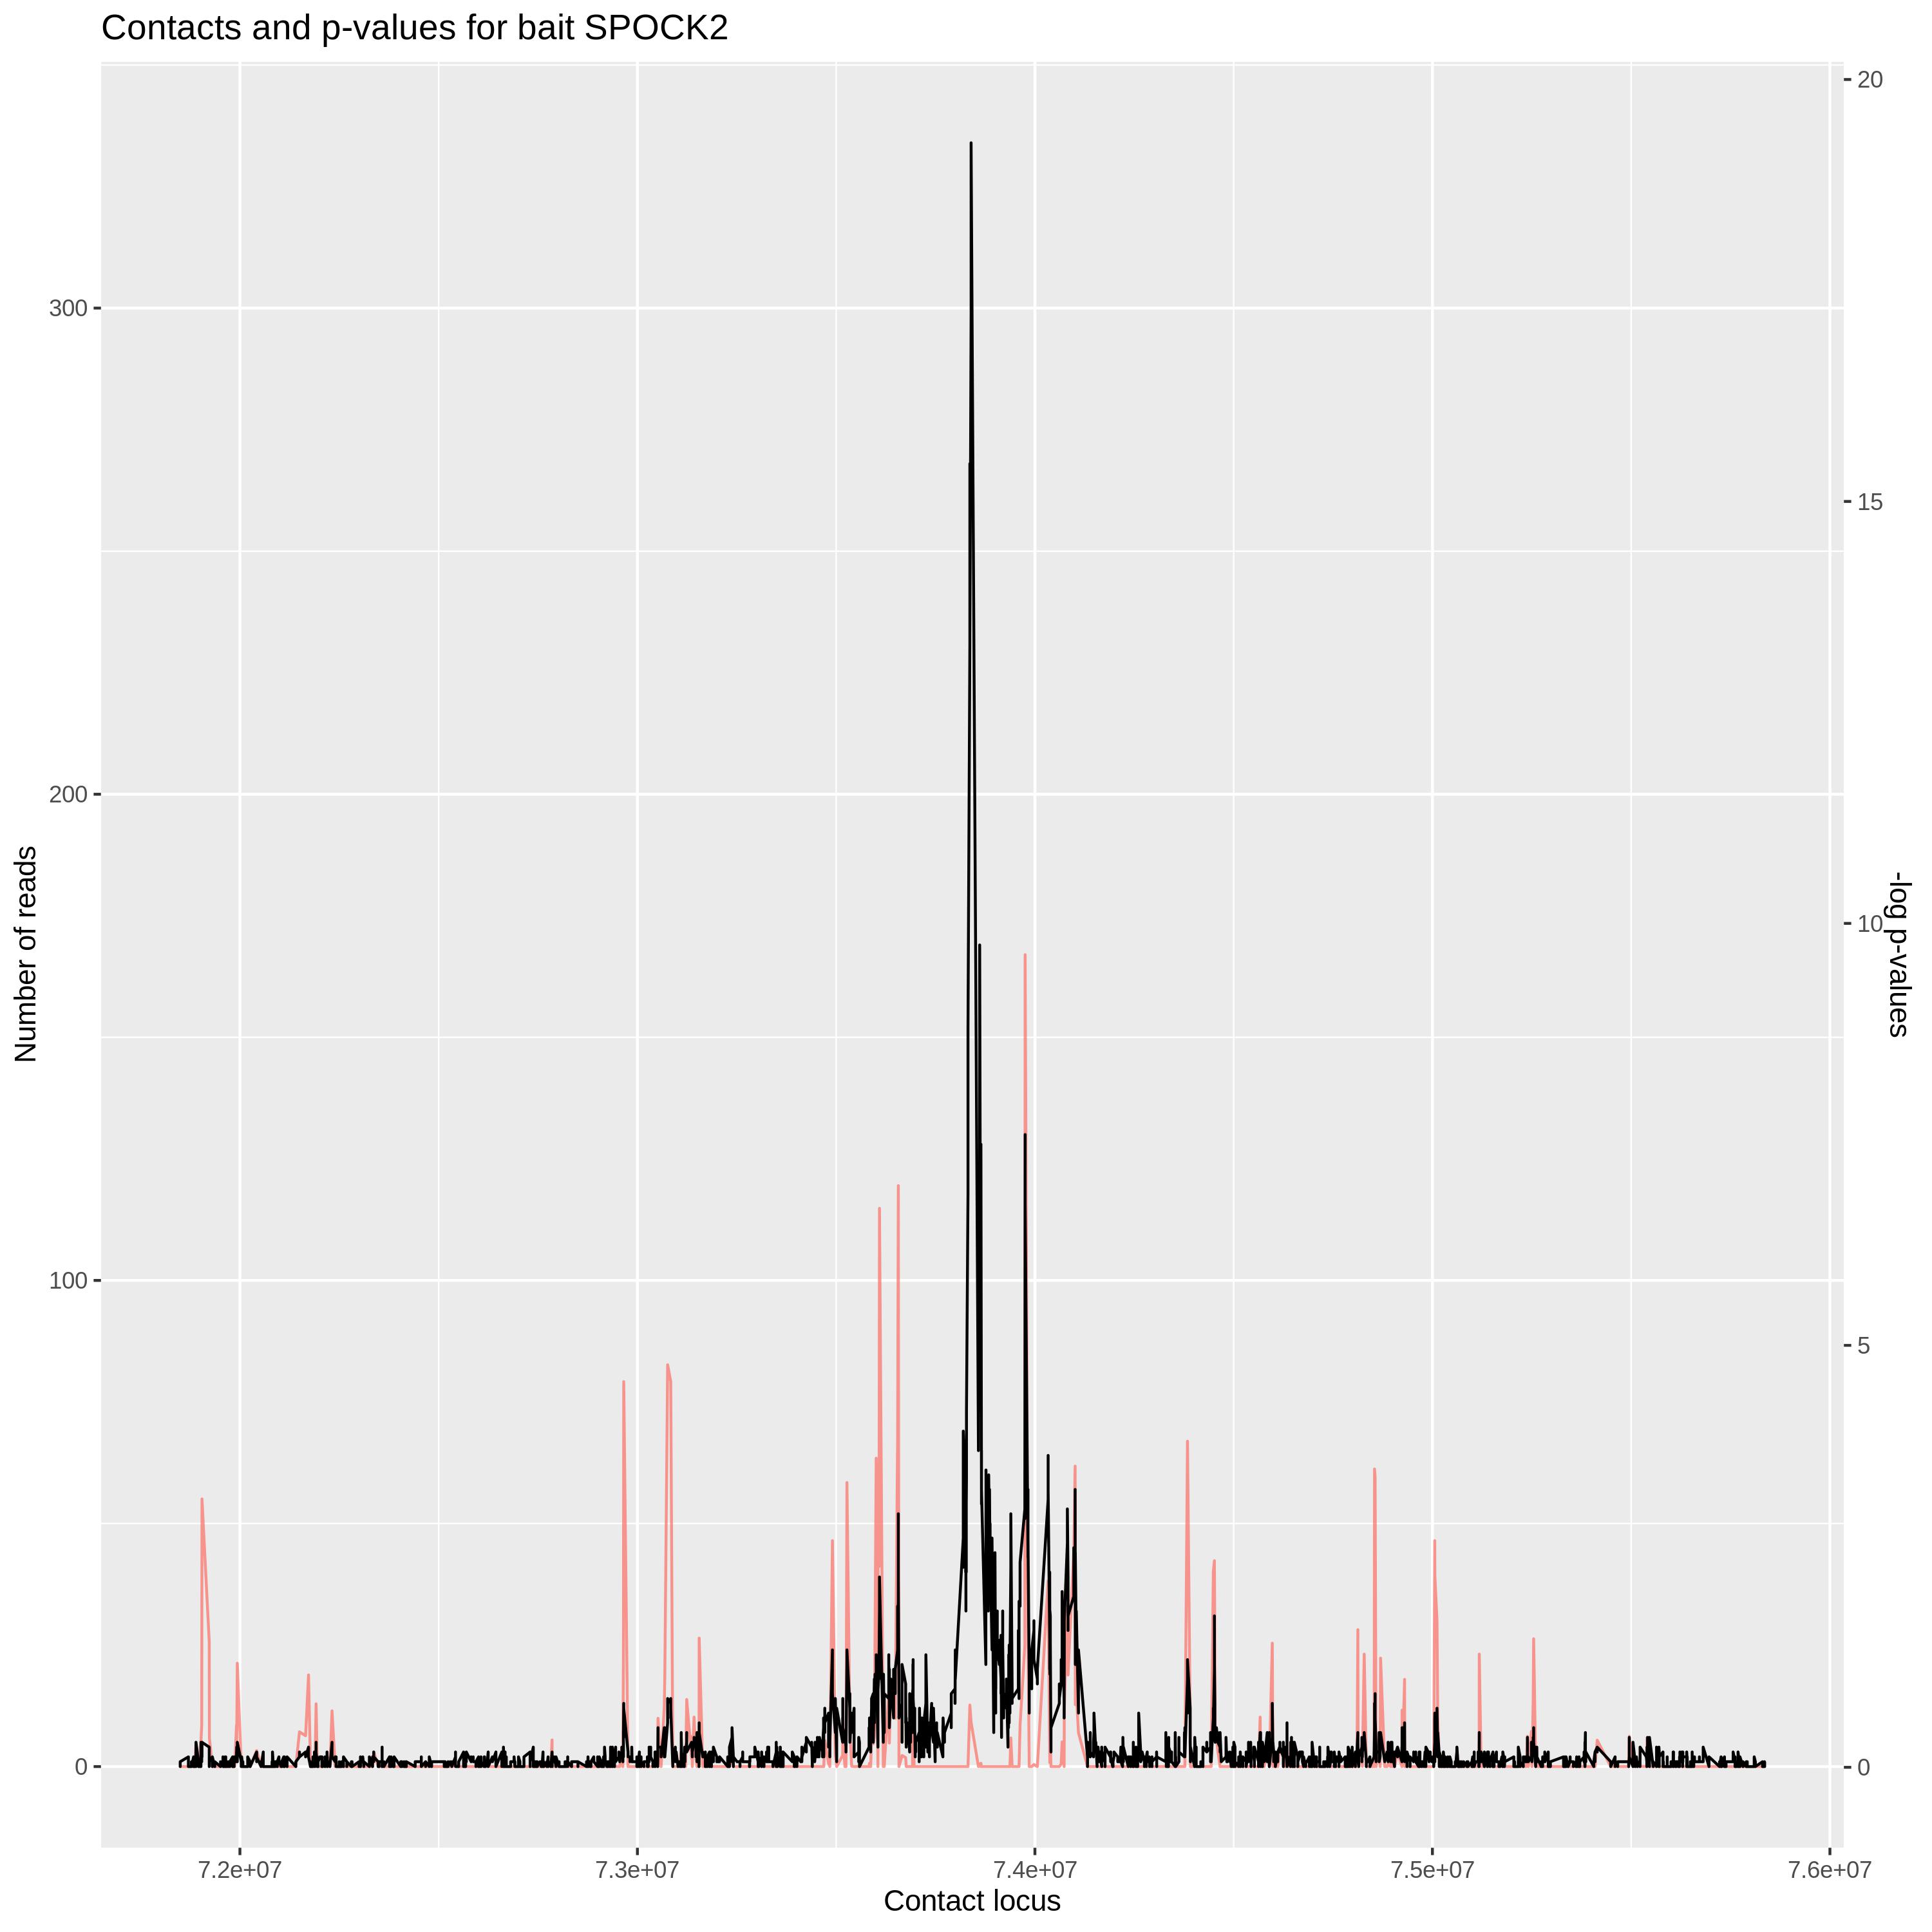 Contacts and p-values for bait SPOCK2
300
200
100
0
Number of reads
20
15
10
5
0
-log p-values
7.2e+07 7.3e+07 7.4e+07 7.5e+07 7.6e+07
Contact locus